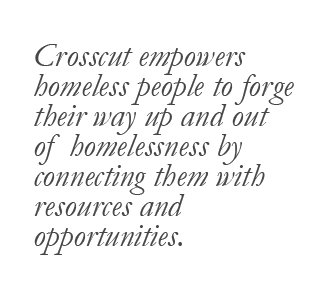 Crosscut empowers
homeless people to forge
their way up and out
of homelessness by
connecting them with
resources and
opportunities.